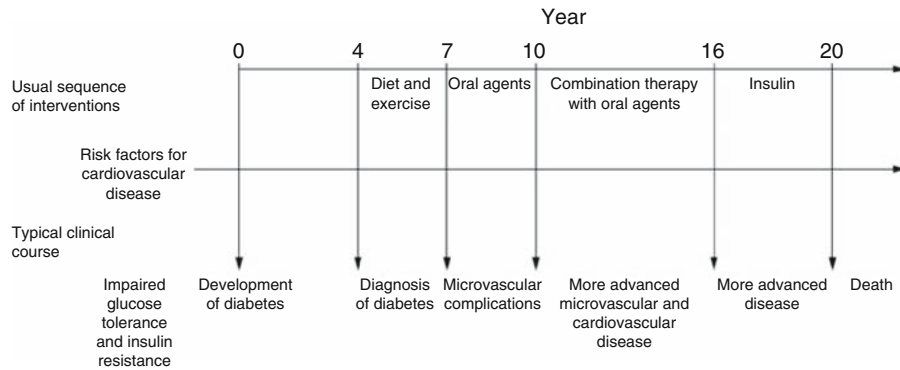 Year
0 4 7 10 16 20
Usual sequence
of interventions
Diet and
exercise
Oral agents
Combination therapy
with oral agents
Insulin
Risk factors for
cardiovascular
disease
Typical clinical
course
Impaired
glucose
tolerance
and insulin
resistance
Development
of diabetes
Diagnosis
of diabetes
Microvascular
complications
More advanced
microvascular and
cardiovascular
disease
More advanced
disease
Death